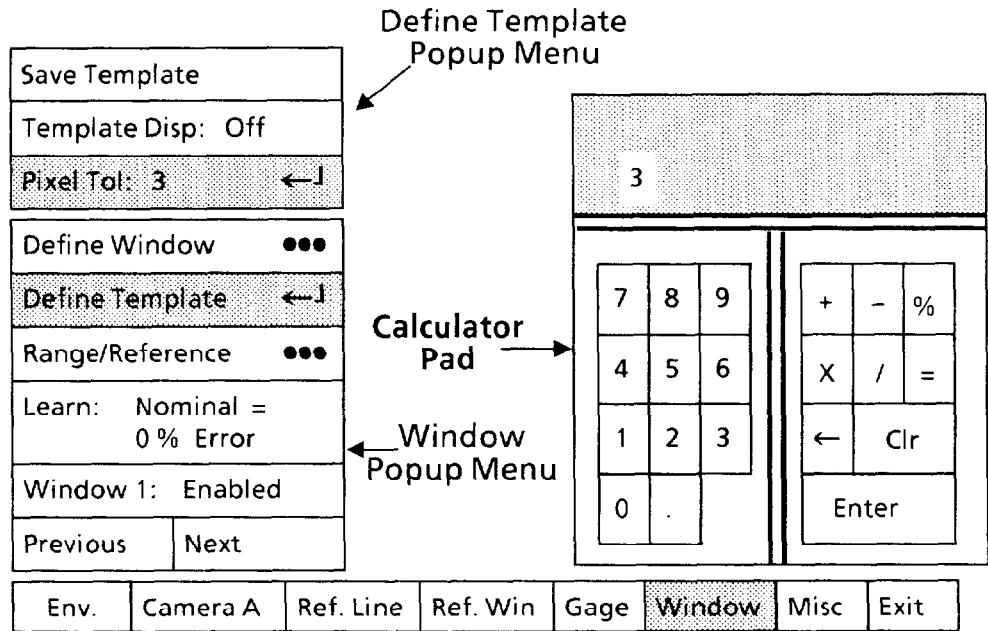 Define Template
Popup Menu
Save Template
Template Disp: Off
Pixel Tol: 3 ←┘
Define Window ●●●
Define Template ←┘
Range/Reference ●●●
Learn: Nominal =
0 % Error
Window 1: Enabled
Previous Next
Calculator
Pad
Window
Popup Menu
3
7 8 9
4 5 6
1 2 3
0 .
+ - %
X / =
← Clr
Enter
Env. Camera A Ref. Line Ref. Win Gage Window Misc Exit